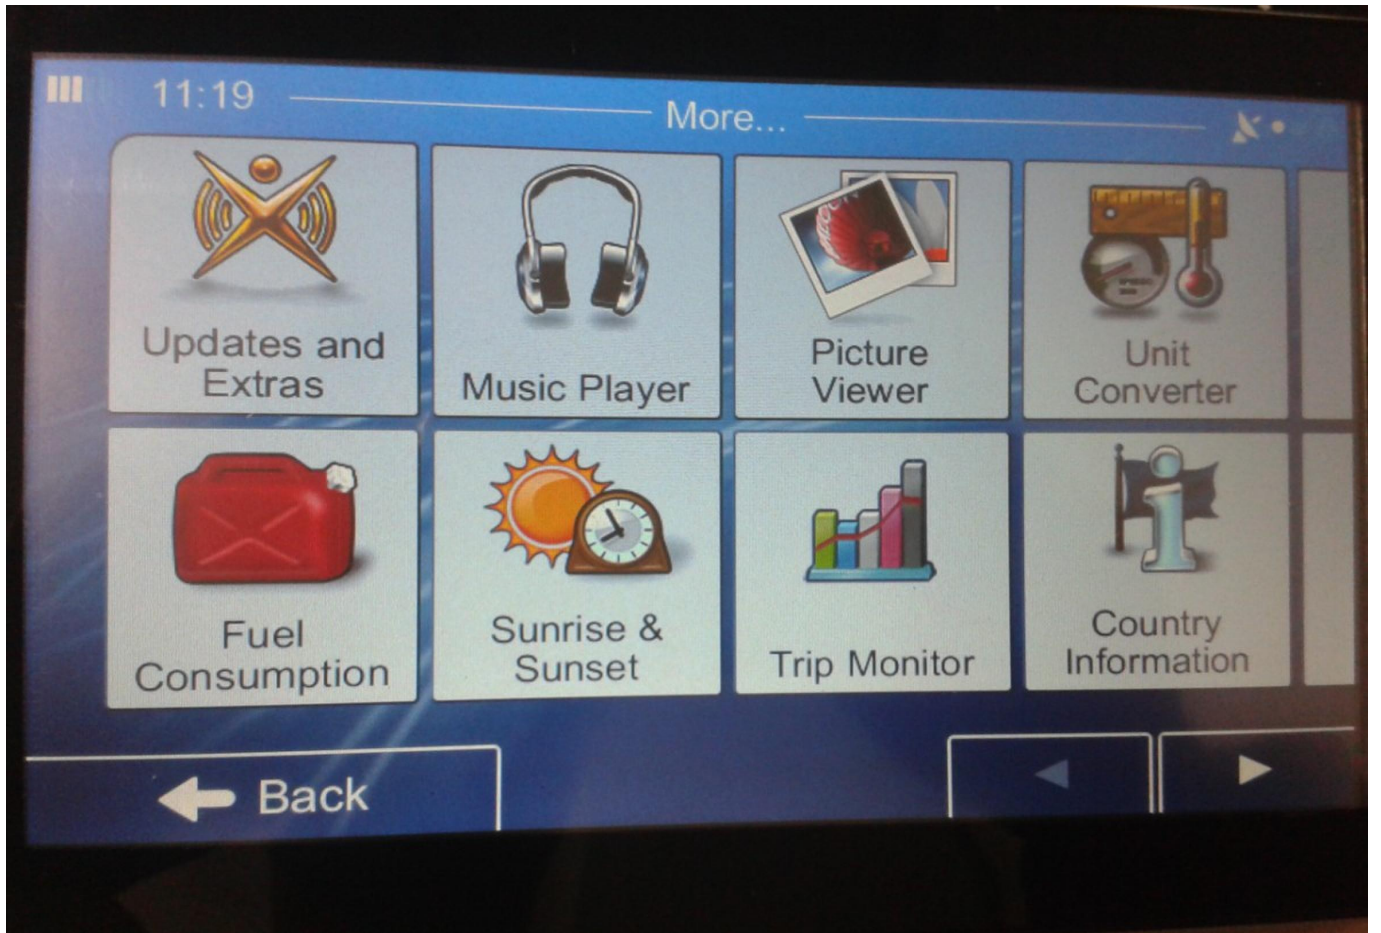 11:19
More...
Updates and
Extras
Music Player
Picture
Viewer
Unit
Converter
Fuel
Consumption
Sunrise &
Sunset
Trip Monitor
Country
Information
Back